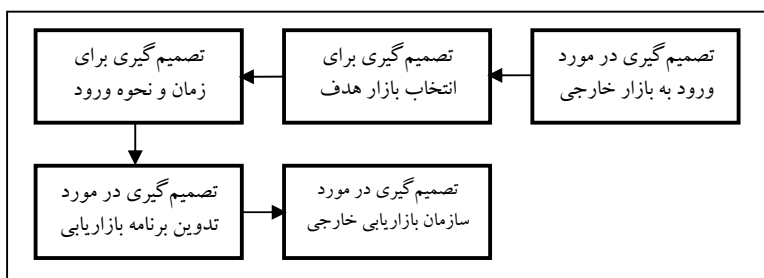 تصمیم‌گیری در مورد
ورود به بازار خارجی
تصمیم‌گیری برای
انتخاب بازار هدف
تصمیم‌گیری برای
زمان و نحوه ورود
تصمیم‌گیری در مورد
تدوین برنامه بازاریابی
تصمیم‌گیری در مورد
سازمان بازاریابی خارجی